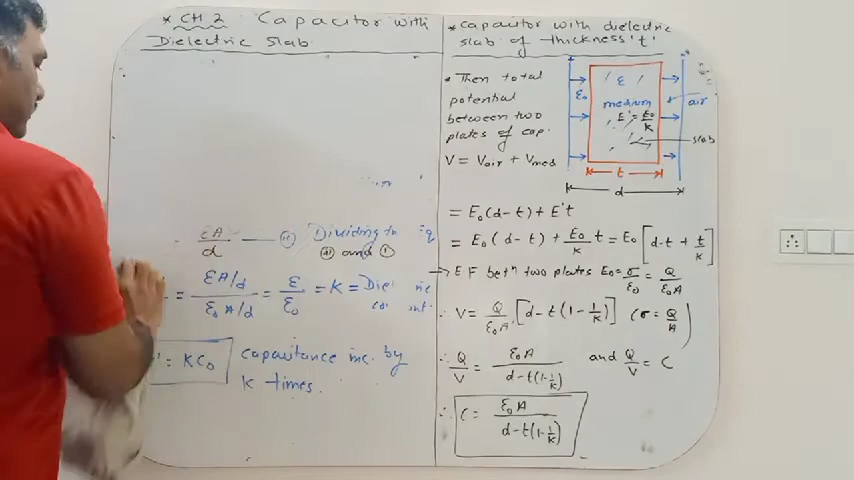 * CH 2 Capacitor with
Dielectric slab.
εA/d —— (ii) Dividing
(ii) and (i)
= εA/d / ε₀A/d = ε/ε₀ = K =
= KC₀ capacitance inc. by
K times.
* capacitor with dielectric
slab of thickness 't'
* Then total
potential
between two
plates of cap.
V = Vair + Vmed
ε₀
ε
medium
E' = E₀/K
air
slab
t
d
= E₀(d-t) + E't
= E₀(d-t) + E₀/K t = E₀[d-t + t/K]
→ E.F betn two plates E₀ = σ/ε₀ = Q/ε₀A
∴ V = Q/ε₀A [d-t(1-1/K)] (σ = Q/A)
∴ Q/V = ε₀A / d-t(1-1/K) and Q/V = C
∴ C = ε₀A / d-t(1-1/K)